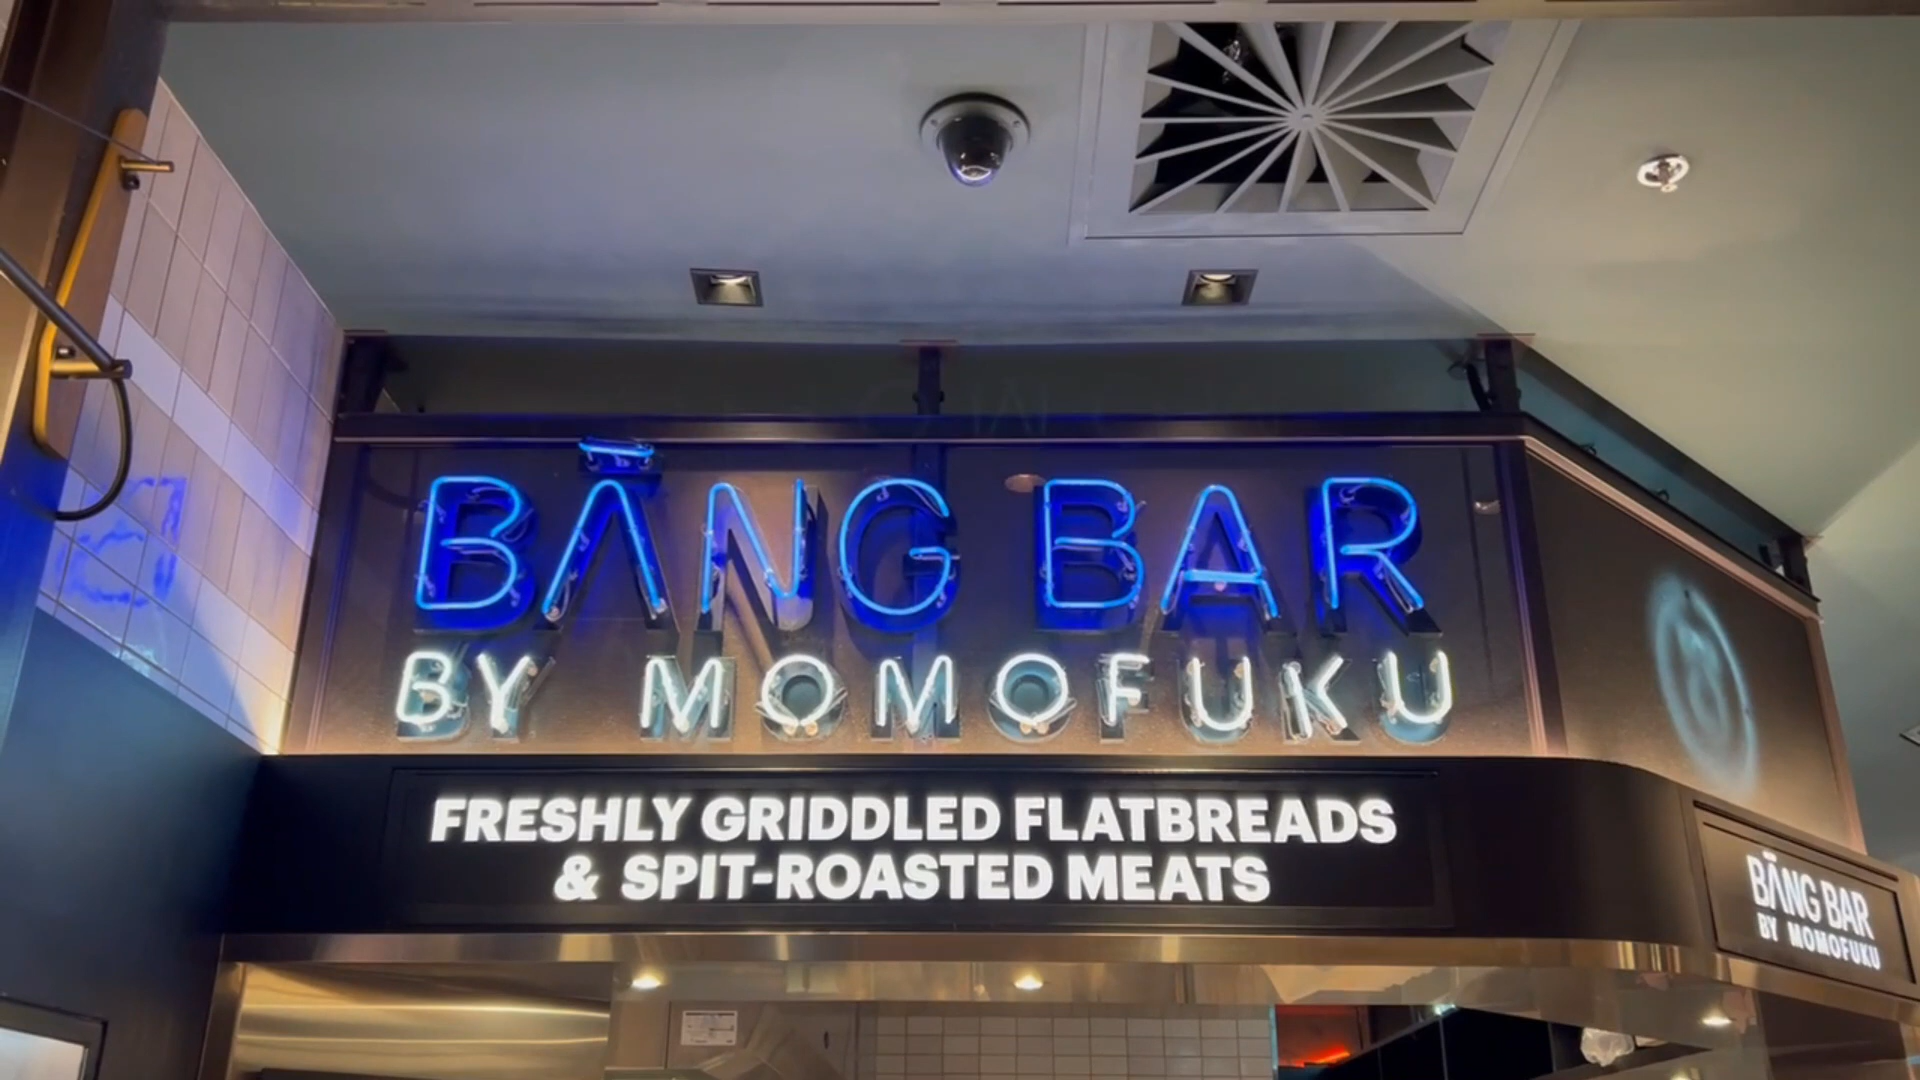 BĀNG BAR
BY MOMOFUKU
FRESHLY GRIDDLED FLATBREADS
& SPIT-ROASTED MEATS
BĀNG BAR
BY MOMOFUKU